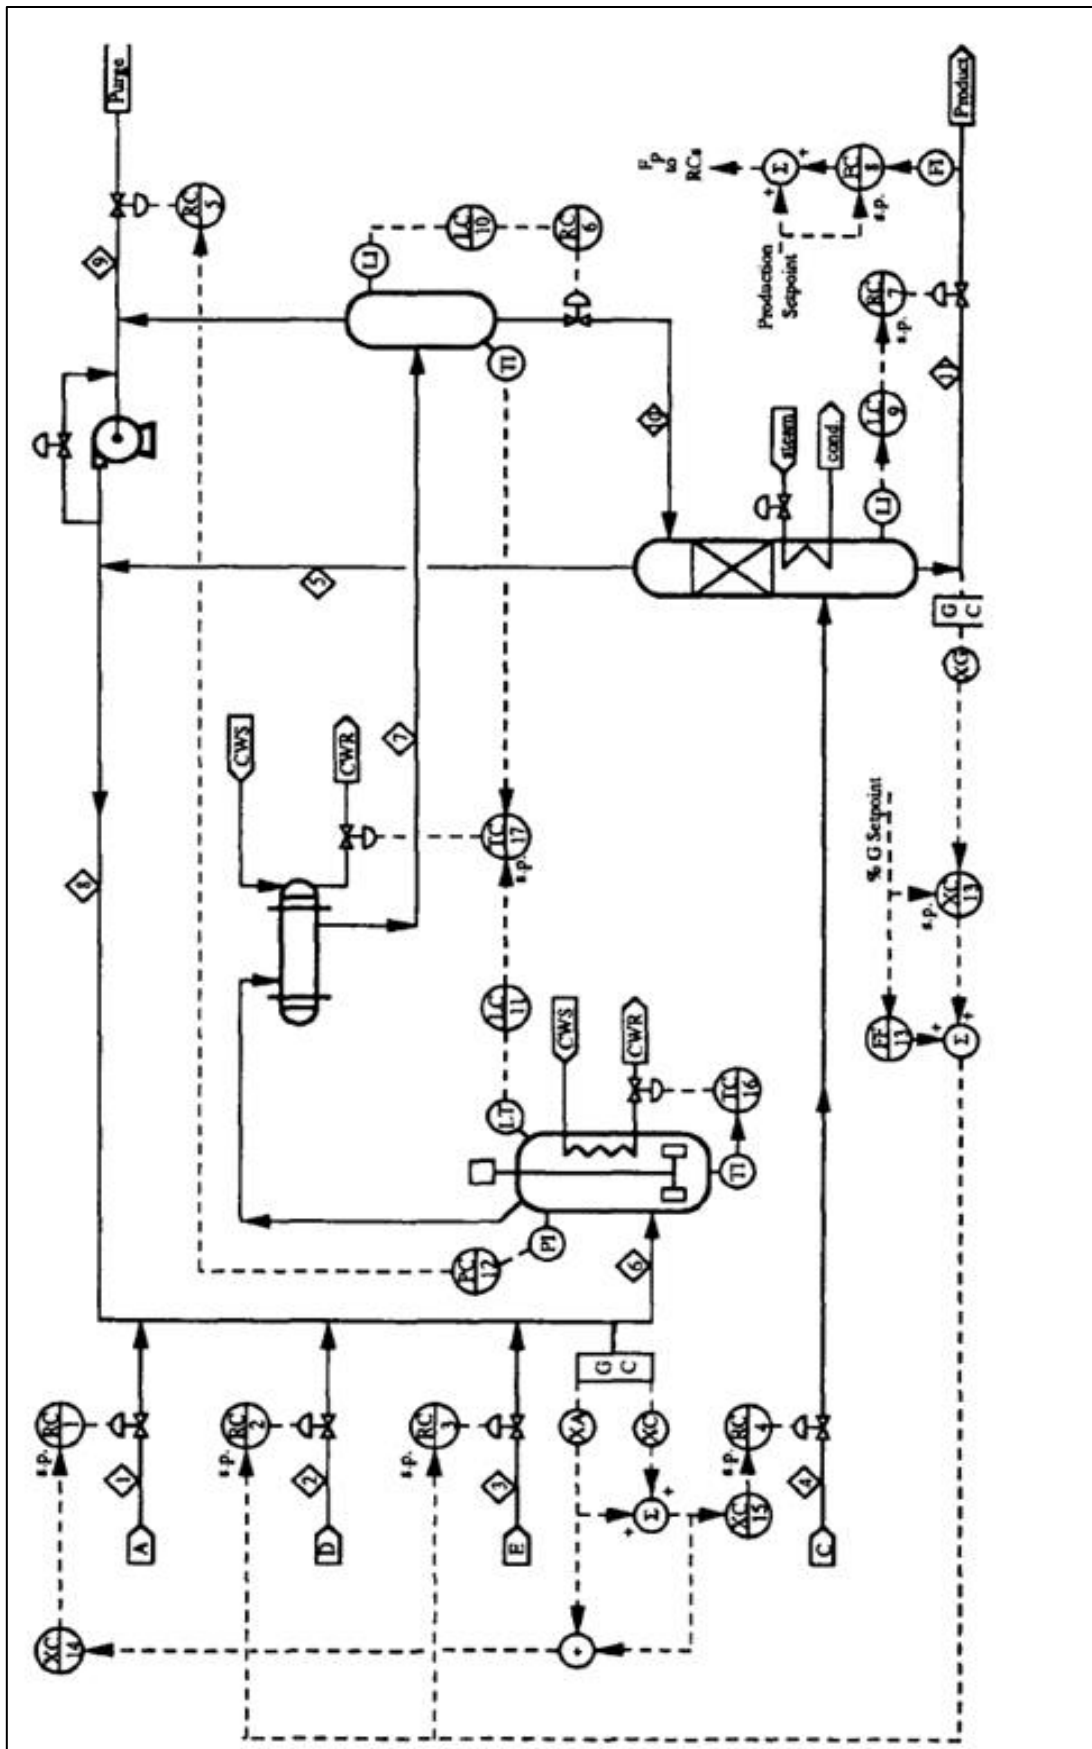 XC
14
s.p.
RC
1
8
1
9
Purge
A
RC
5
s.p.
RC
2
CWS
2
5
D
CWR
LI
s.p.
RC
3
7
PC
12
LC
10
3
LT
LC
11
s.p.
TC
17
TI
E
PI
RC
6
CWS
+
XA
G
C
CWR
6
10
+
Σ
+
XC
F
P
to
RCs
s.p.
RC
4
XC
15
TI
TC
16
Production
Setpoint
steam
+
Σ
+
4
C
cond.
s.p.
FC
8
% G Setpoint
FF
13
LI
LC
9
s.p.
RC
7
s.p.
FI
+
Σ
+
XC
13
XG
G
C
11
Product